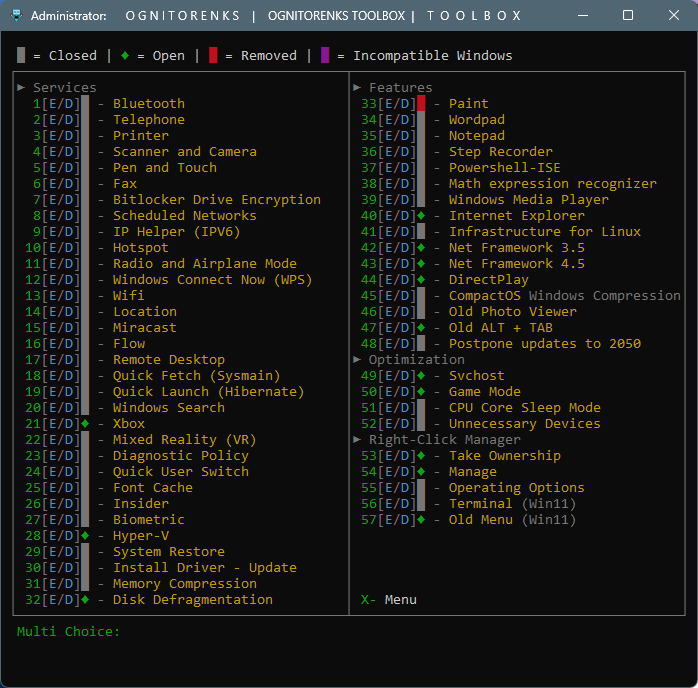 Administrator: O G N I T O R E N K S | OGNITORENKS TOOLBOX | T O O L B O X
= Closed | ♦ = Open | = Removed | = Incompatible Windows
► Services
1[E/D] - Bluetooth
2[E/D] - Telephone
3[E/D] - Printer
4[E/D] - Scanner and Camera
5[E/D] - Pen and Touch
6[E/D] - Fax
7[E/D] - Bitlocker Drive Encryption
8[E/D] - Scheduled Networks
9[E/D] - IP Helper (IPV6)
10[E/D] - Hotspot
11[E/D] - Radio and Airplane Mode
12[E/D] - Windows Connect Now (WPS)
13[E/D] - Wifi
14[E/D] - Location
15[E/D] - Miracast
16[E/D] - Flow
17[E/D] - Remote Desktop
18[E/D] - Quick Fetch (Sysmain)
19[E/D] - Quick Launch (Hibernate)
20[E/D] - Windows Search
21[E/D]♦ - Xbox
22[E/D] - Mixed Reality (VR)
23[E/D] - Diagnostic Policy
24[E/D] - Quick User Switch
25[E/D] - Font Cache
26[E/D] - Insider
27[E/D] - Biometric
28[E/D]♦ - Hyper-V
29[E/D] - System Restore
30[E/D] - Install Driver - Update
31[E/D] - Memory Compression
32[E/D]♦ - Disk Defragmentation
► Features
33[E/D] - Paint
34[E/D] - Wordpad
35[E/D] - Notepad
36[E/D] - Step Recorder
37[E/D] - Powershell-ISE
38[E/D] - Math expression recognizer
39[E/D] - Windows Media Player
40[E/D]♦ - Internet Explorer
41[E/D] - Infrastructure for Linux
42[E/D]♦ - Net Framework 3.5
43[E/D]♦ - Net Framework 4.5
44[E/D]♦ - DirectPlay
45[E/D] - CompactOS Windows Compression
46[E/D] - Old Photo Viewer
47[E/D]♦ - Old ALT + TAB
48[E/D] - Postpone updates to 2050
► Optimization
49[E/D]♦ - Svchost
50[E/D]♦ - Game Mode
51[E/D] - CPU Core Sleep Mode
52[E/D] - Unnecessary Devices
► Right-Click Manager
53[E/D]♦ - Take Ownership
54[E/D]♦ - Manage
55[E/D] - Operating Options
56[E/D] - Terminal (Win11)
57[E/D]♦ - Old Menu (Win11)
X- Menu
Multi Choice: